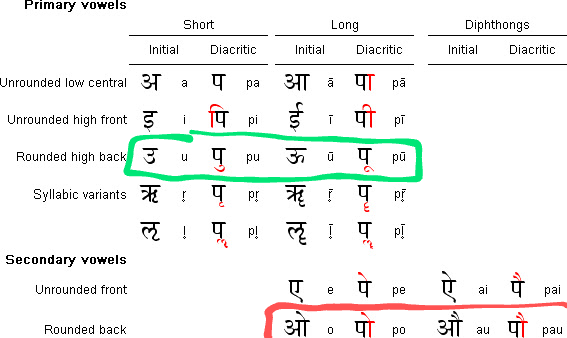 Primary vowels
Short Long Diphthongs
Initial Diacritic Initial Diacritic Initial Diacritic
Unrounded low central अ a प pa आ ā पा pā
Unrounded high front इ i पि pi ई ī पी pī
Rounded high back उ u पु pu ऊ ū पू pū
Syllabic variants ऋ ṛ पृ pṛ ॠ ṝ पॄ pṝ
ऌ ḷ पॢ pḷ ॡ ḹ पॣ pḹ
Secondary vowels
Unrounded front ए e पे pe ऐ ai पै pai
Rounded back ओ o पो po औ au पौ pau